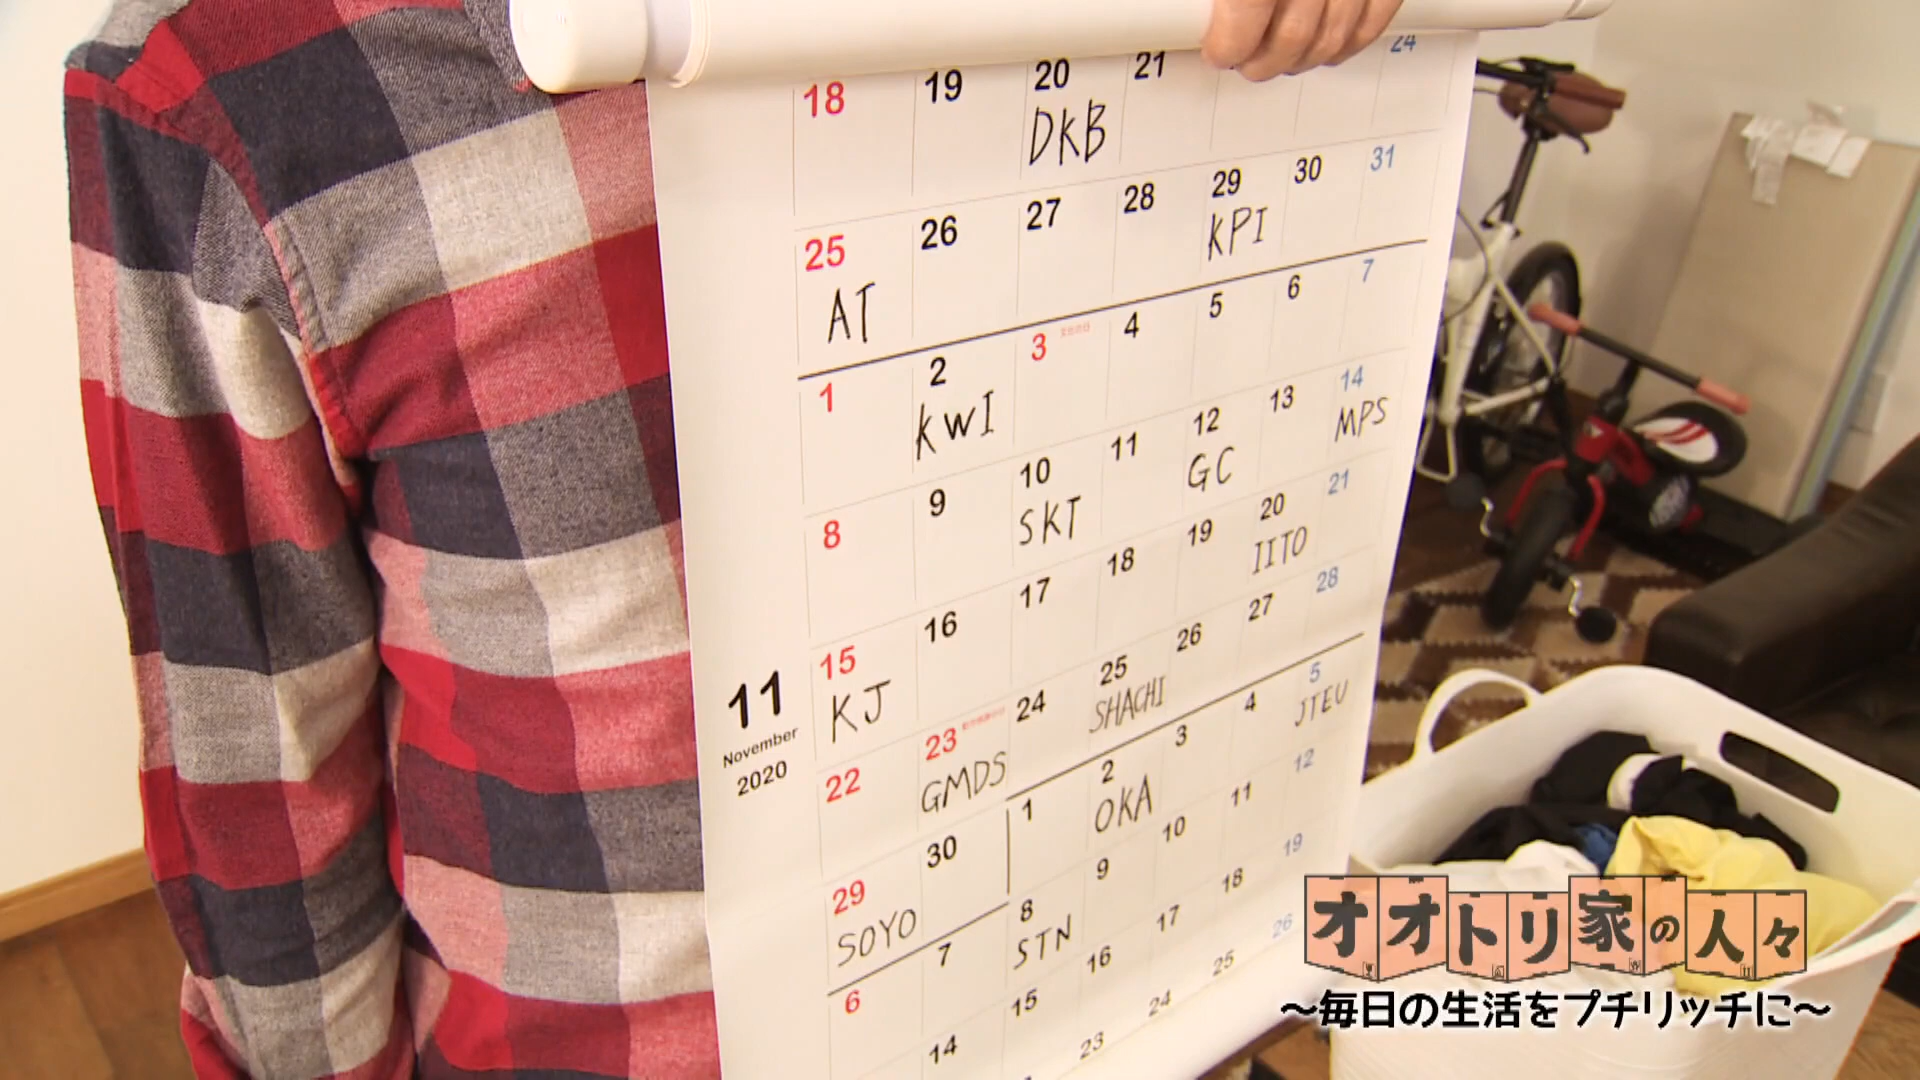 18 19 20 21 24
DKB
25 26 27 28 29 30 31
AT KPI
1 2 3 4 5 6 7
KWI
8 9 10 11 12 13 14
SKT GC MPS
15 16 17 18 19 20 21
KJ IITO
11
November
2020
22 23 24 25 26 27 28
GMDS SHACHI
29 30
SOYO
1 2 3 4 5
OKA JTEU
6 7 8 9 10 11 12
STN
14 15 16 17 18 19
23 24 25 26
オオトリ家の人々
〜毎日の生活をプチリッチに〜